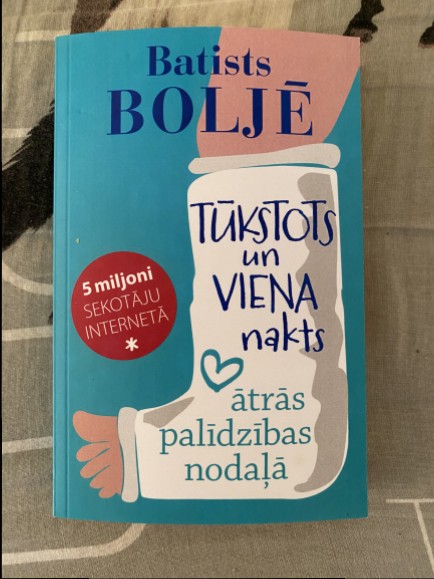 Batists
BOLJĒ
TŪKSTOTS
un
VIENA
nakts
ātrās
palīdzības
nodaļā
5 miljoni
SEKOTĀJU
INTERNETĀ
*